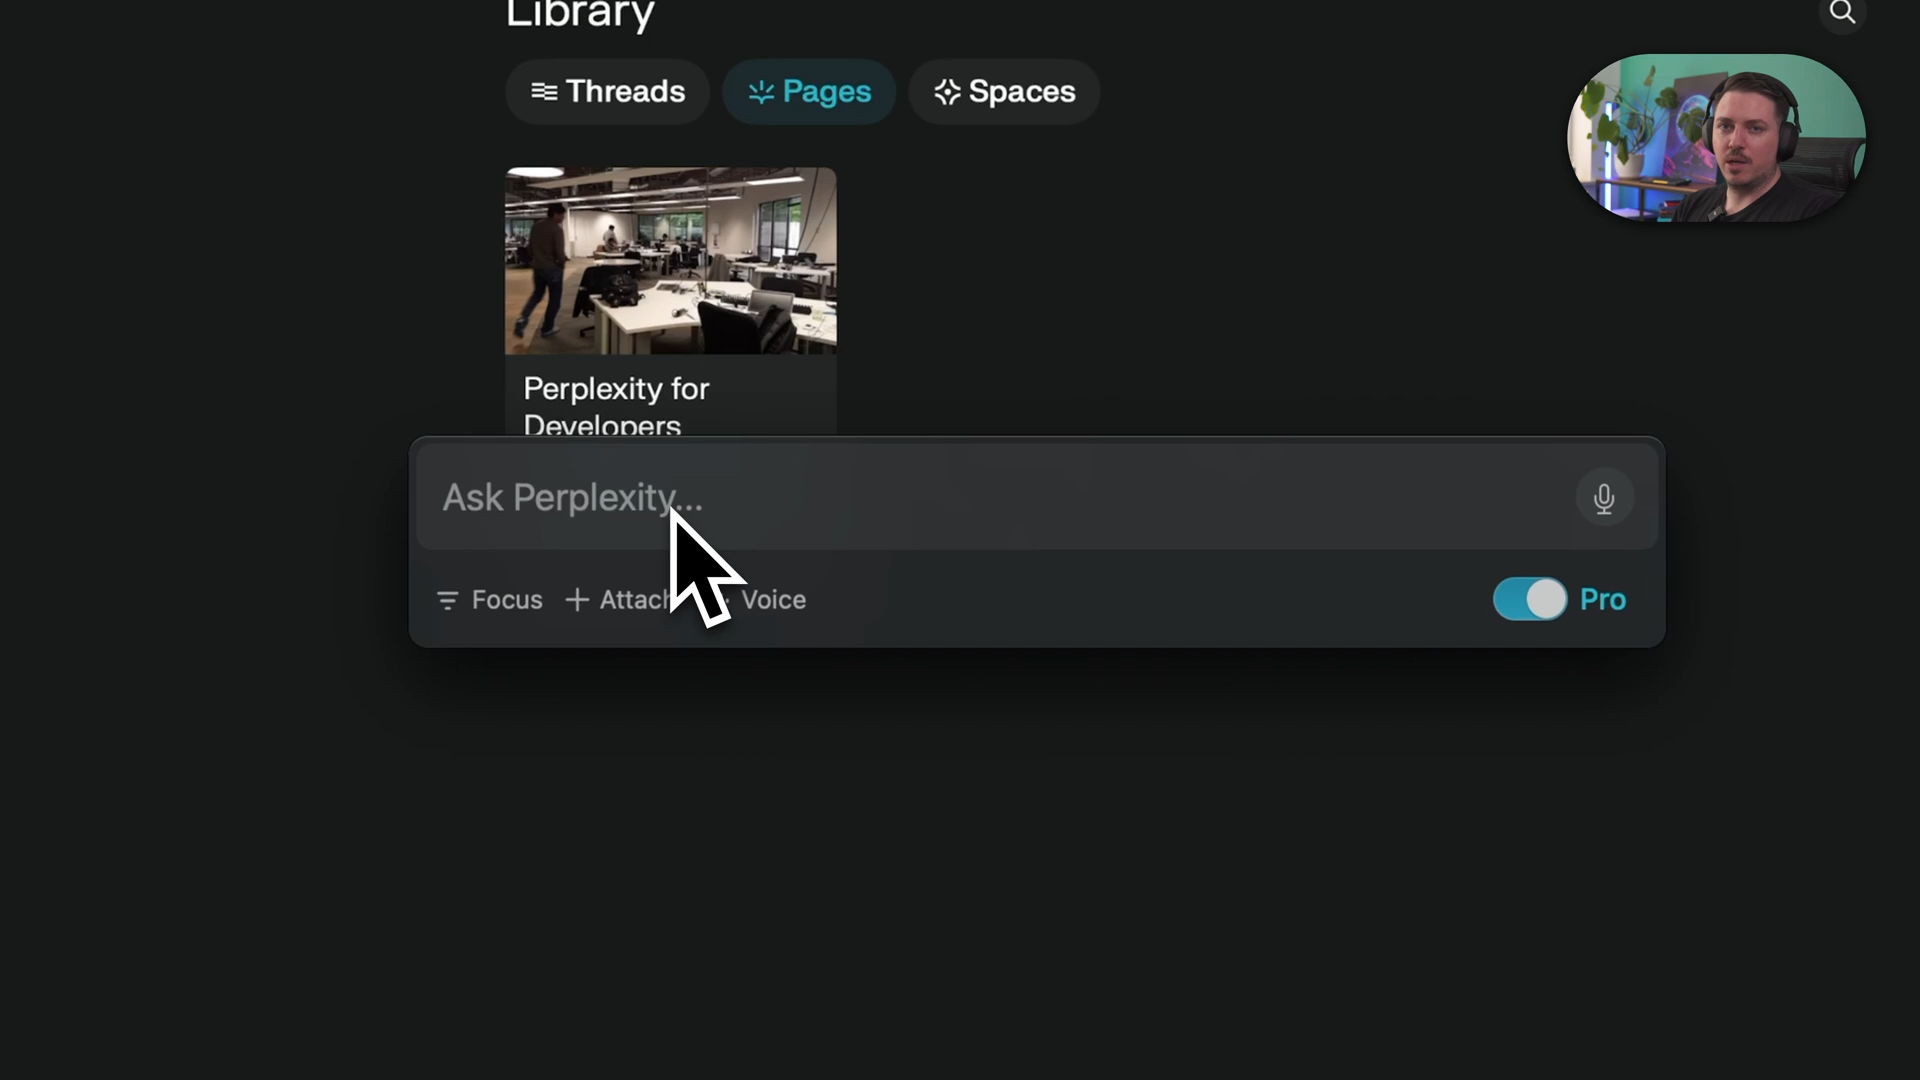 Library
Threads
Pages
Spaces
Perplexity for
Developers
Ask Perplexity...
Focus
Attach
Voice
Pro